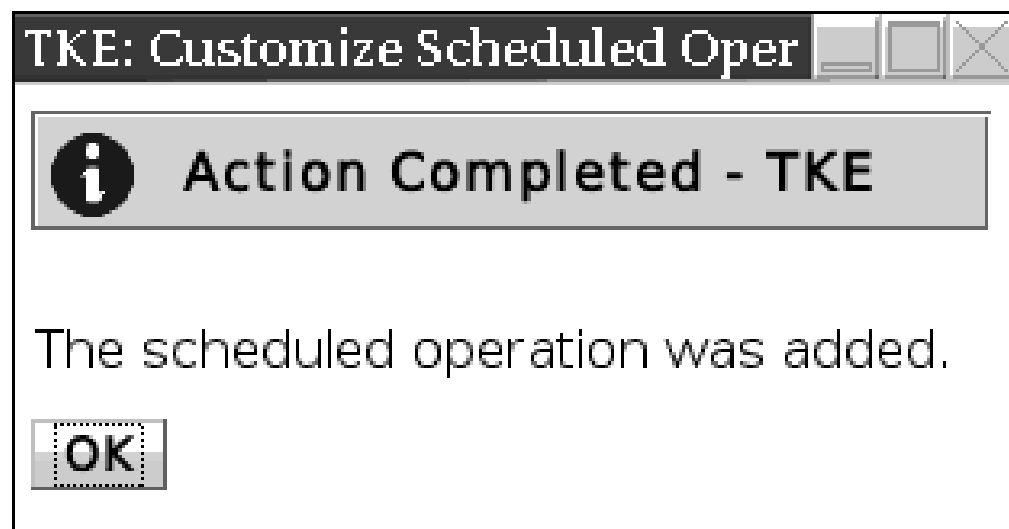 TKE: Customize Scheduled Oper
Action Completed - TKE
The scheduled operation was added.
OK